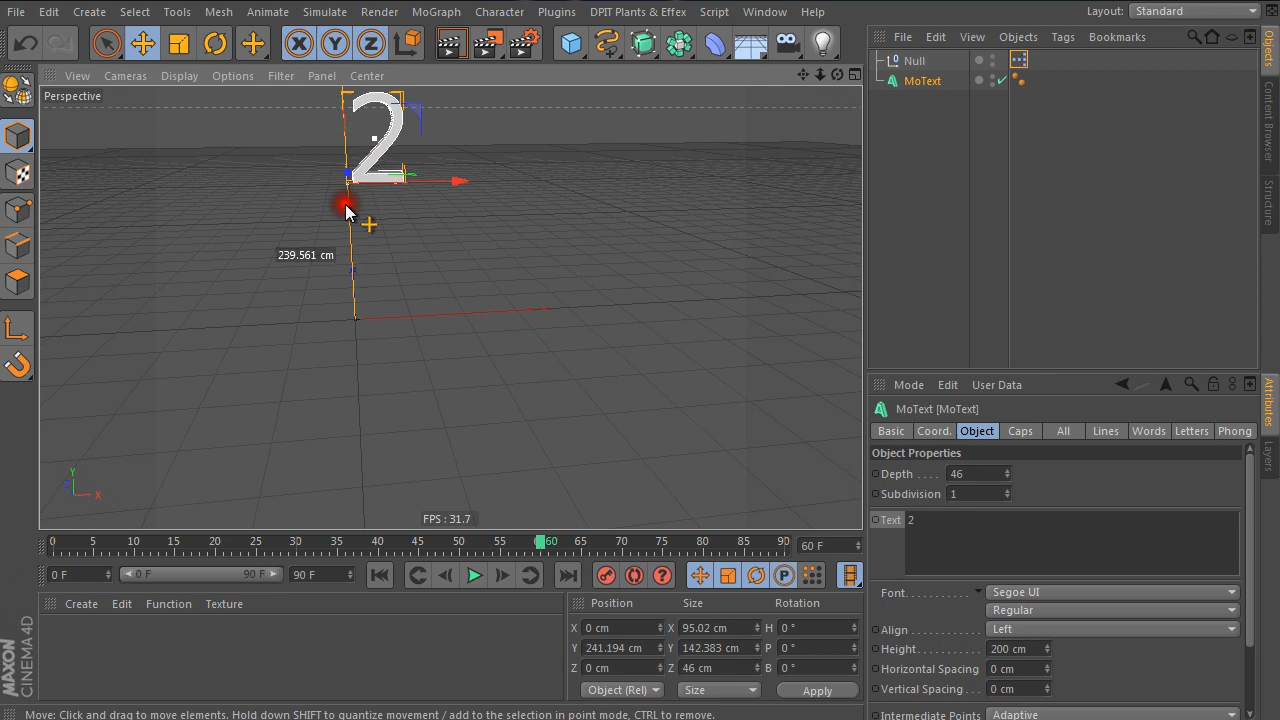 File Edit Create Select Tools Mesh Animate Simulate Render MoGraph Character Plugins DPIT Plants & Effex Script Window Help Layout: Standard
File Edit View Objects Tags Bookmarks
Null
MoText
View Cameras Display Options Filter Panel Center
Perspective
2
239.561 cm
Y
Z
X
FPS : 31.7
Objects
Content Browser
Structure
Mode Edit User Data
MoText [MoText]
Basic Coord. Object Caps All Lines Words Letters Phong
Object Properties
Depth .... 46
Subdivision 1
Text 2
Font. Segoe UI
Regular
Align Left
Height. 200 cm
Horizontal Spacing 0 cm
Vertical Spacing 0 cm
Intermediate Points Adaptive
Attributes
Layers
0 5 10 15 20 25 30 35 40 45 50 55 60 65 70 75 80 85 90 60 F
0 F 0 F 90 F 90 F
Create Edit Function Texture
Position Size Rotation
X 0 cm X 95.02 cm H 0 °
Y 241.194 cm Y 142.383 cm P 0 °
Z 0 cm Z 46 cm B 0 °
Object (Rel) Size Apply
MAXON
CINEMA 4D
Move: Click and drag to move elements. Hold down SHIFT to quantize movement / add to the selection in point mode, CTRL to remove.